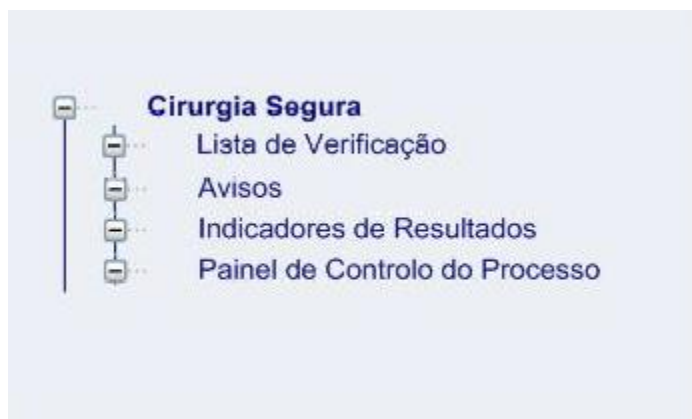 Cirurgia Segura
Lista de Verificação
Avisos
Indicadores de Resultados
Painel de Controlo do Processo